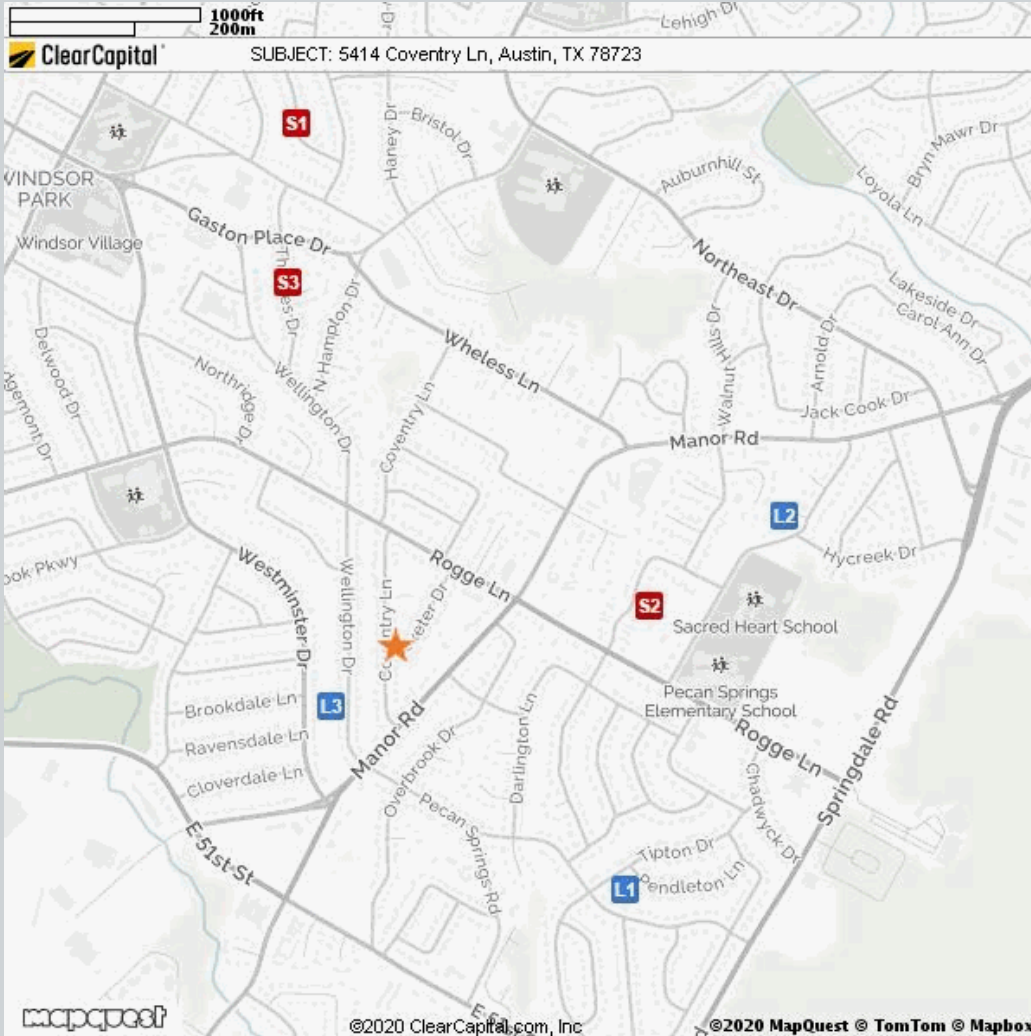 1000ft
200m
Lehigh Dr
ClearCapital
SUBJECT: 5414 Coventry Ln, Austin, TX 78723
S1
Haney Dr
Bristol Dr
Bryn Mawr Dr
Auburnhill St
Loyola Ln
WINDSOR
PARK
Gaston Place Dr
Windsor Village
Northeast Dr
S3
N Hampton Dr
Lakeside Dr
Carol Ann Dr
Delwood Dr
Wheless Ln
Walnut Hills Dr
Arnold Dr
Northridge Dr
Wellington Dr
Coventry Ln
Jack Cook Dr
Manor Rd
L2
Hycreek Dr
Westminster Dr
Wellington Dr
Rogge Ln
S2
Sacred Heart School
Pecan Springs
Elementary School
L3
Brookdale Ln
Ravensdale Ln
Cloverdale Ln
Manor Rd
Overbrook Dr
Darlington Ln
Rogge Ln
Springdale Rd
Chadwyck Dr
Pecan Springs Rd
Tipton Dr
Pendleton Ln
L1
E 51st St
mapquest
©2020 ClearCapital.com, Inc
©2020 MapQuest © TomTom © Mapbox